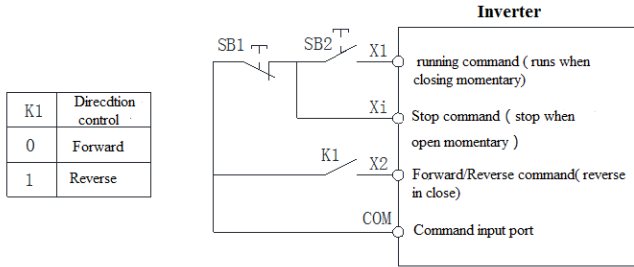 Inverter
SB1
SB2
X1
running command ( runs when
closing momentary)
Xi
Stop command ( stop when
open momentary )
K1
X2
Forward/Reverse command( reverse
in close)
COM
Command input port
K1
Direcdtion
control
0
Forward
1
Reverse